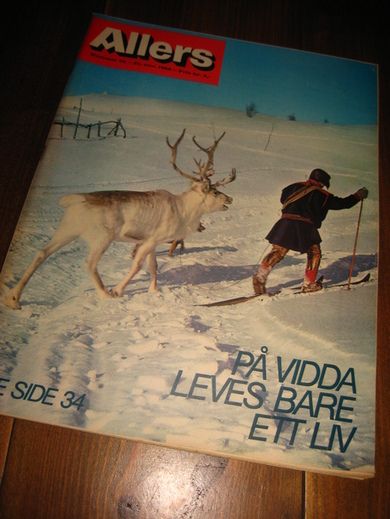 Allers
PÅ VIDDA
LEVES BARE
ETT LIV
E SIDE 34